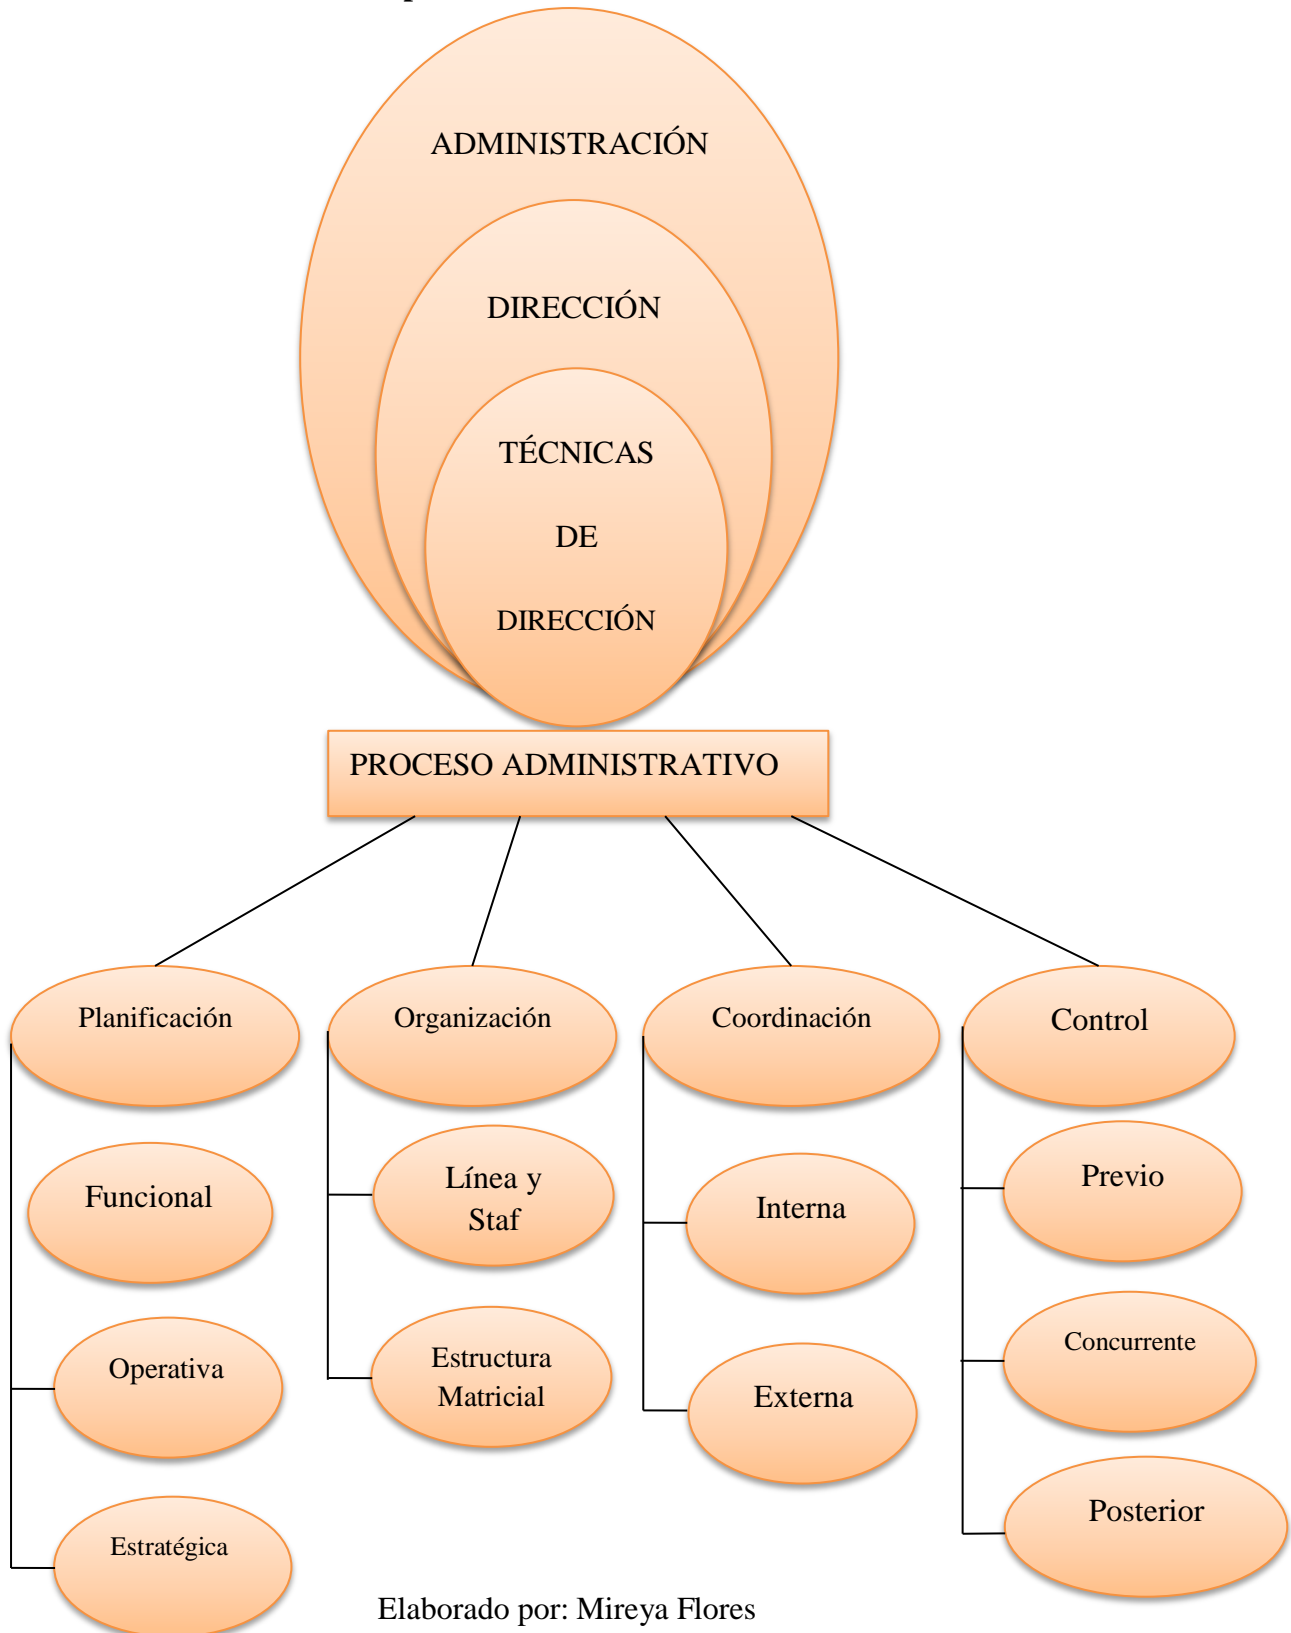 ADMINISTRACIÓN
DIRECCIÓN
TÉCNICAS
DE
DIRECCIÓN
PROCESO ADMINISTRATIVO
Planificación
Organización
Coordinación
Control
Funcional
Línea y
Staf
Interna
Previo
Operativa
Estructura
Matricial
Externa
Concurrente
Estratégica
Posterior
Elaborado por: Mireya Flores